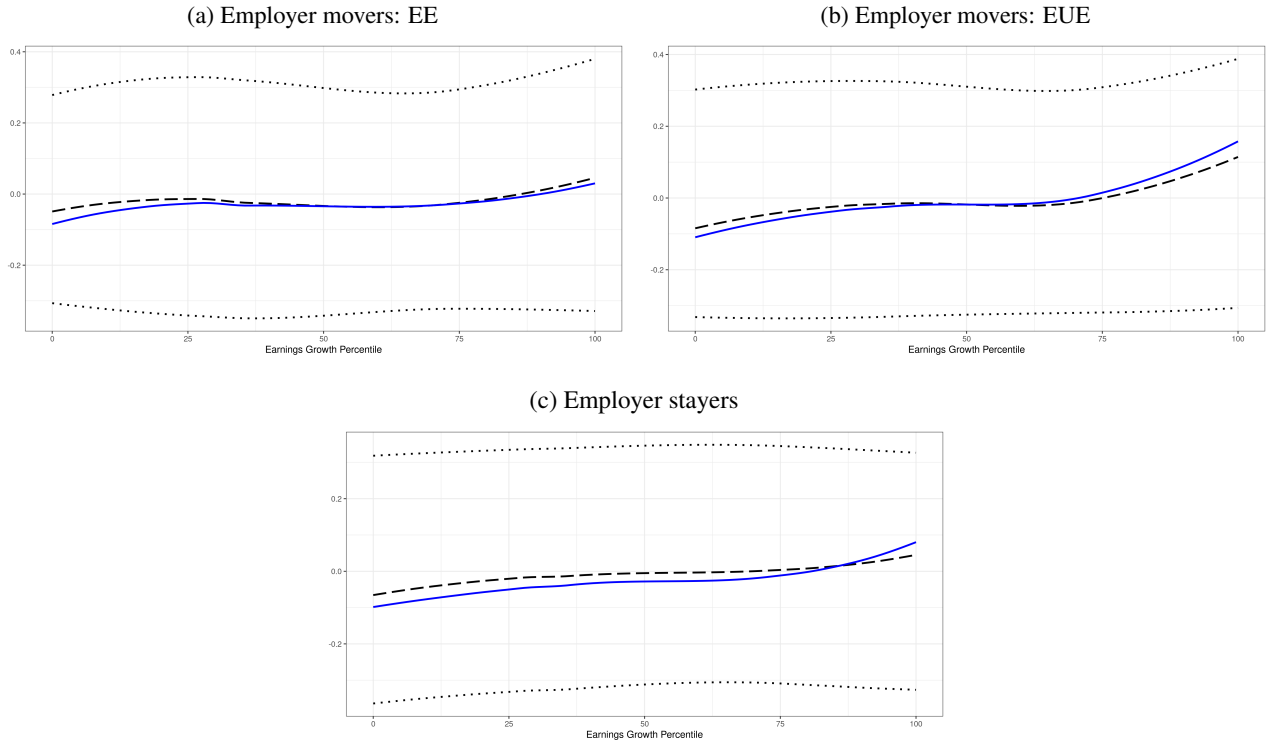 (a) Employer movers: EE
0.4
0.2
0.0
-0.2
0 25 50 75 100
Earnings Growth Percentile
(b) Employer movers: EUE
0.4
0.2
0.0
-0.2
0 25 50 75 100
Earnings Growth Percentile
(c) Employer stayers
0.2
0.0
-0.2
0 25 50 75 100
Earnings Growth Percentile